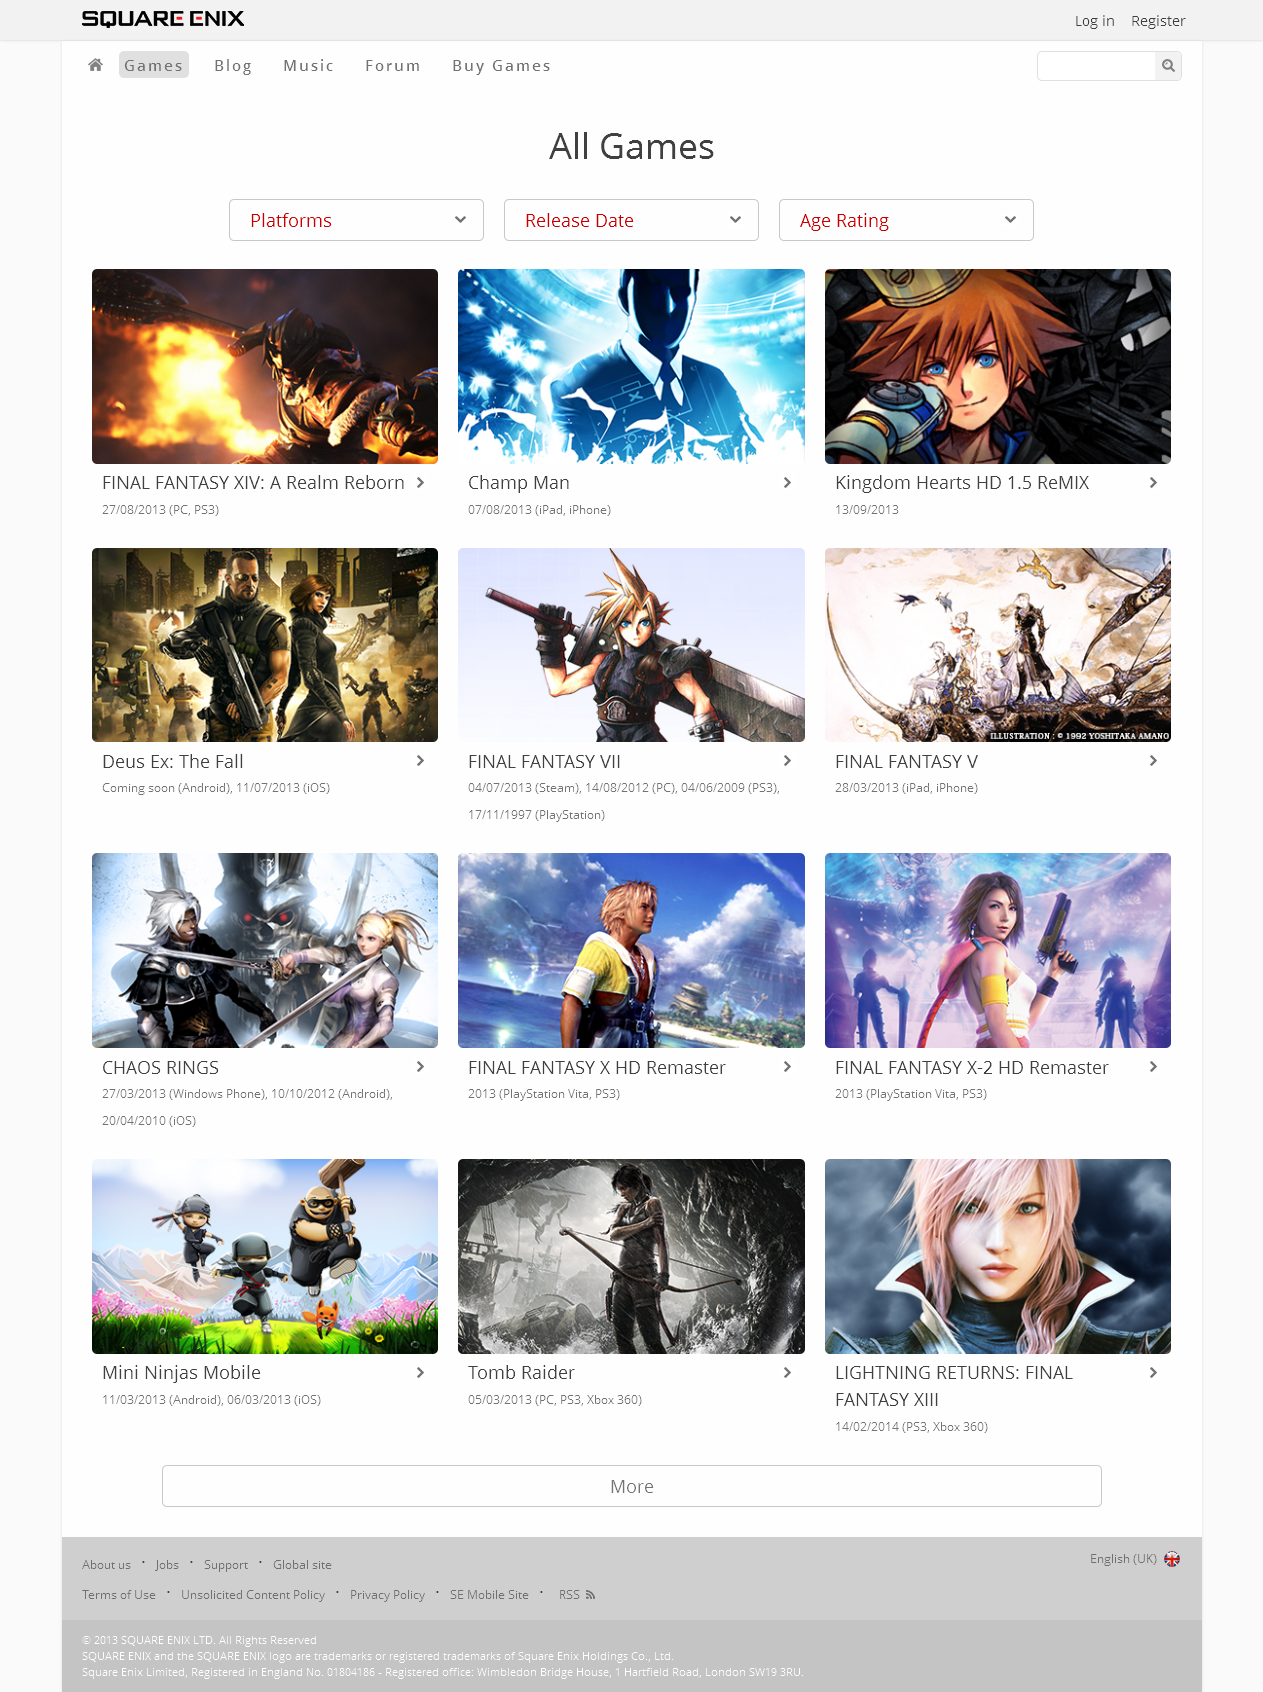 SQUARE ENIX
Log in Register
Games Blog Music Forum Buy Games
All Games
Platforms Release Date Age Rating
FINAL FANTASY XIV: A Realm Reborn
27/08/2013 (PC, PS3)
Champ Man
07/08/2013 (iPad, iPhone)
Kingdom Hearts HD 1.5 ReMIX
13/09/2013
Deus Ex: The Fall
Coming soon (Android), 11/07/2013 (iOS)
FINAL FANTASY VII
04/07/2013 (Steam), 14/08/2012 (PC), 04/06/2009 (PS3),
17/11/1997 (PlayStation)
ILLUSTRATION : © 1992 YOSHITAKA AMANO
FINAL FANTASY V
28/03/2013 (iPad, iPhone)
CHAOS RINGS
27/03/2013 (Windows Phone), 10/10/2012 (Android),
20/04/2010 (iOS)
FINAL FANTASY X HD Remaster
2013 (PlayStation Vita, PS3)
FINAL FANTASY X-2 HD Remaster
2013 (PlayStation Vita, PS3)
Mini Ninjas Mobile
11/03/2013 (Android), 06/03/2013 (iOS)
Tomb Raider
05/03/2013 (PC, PS3, Xbox 360)
LIGHTNING RETURNS: FINAL
FANTASY XIII
14/02/2014 (PS3, Xbox 360)
More
About us · Jobs · Support · Global site
English (UK)
Terms of Use · Unsolicited Content Policy · Privacy Policy · SE Mobile Site · RSS
© 2013 SQUARE ENIX LTD. All Rights Reserved
SQUARE ENIX and the SQUARE ENIX logo are trademarks or registered trademarks of Square Enix Holdings Co., Ltd.
Square Enix Limited, Registered in England No. 01804186 - Registered office: Wimbledon Bridge House, 1 Hartfield Road, London SW19 3RU.